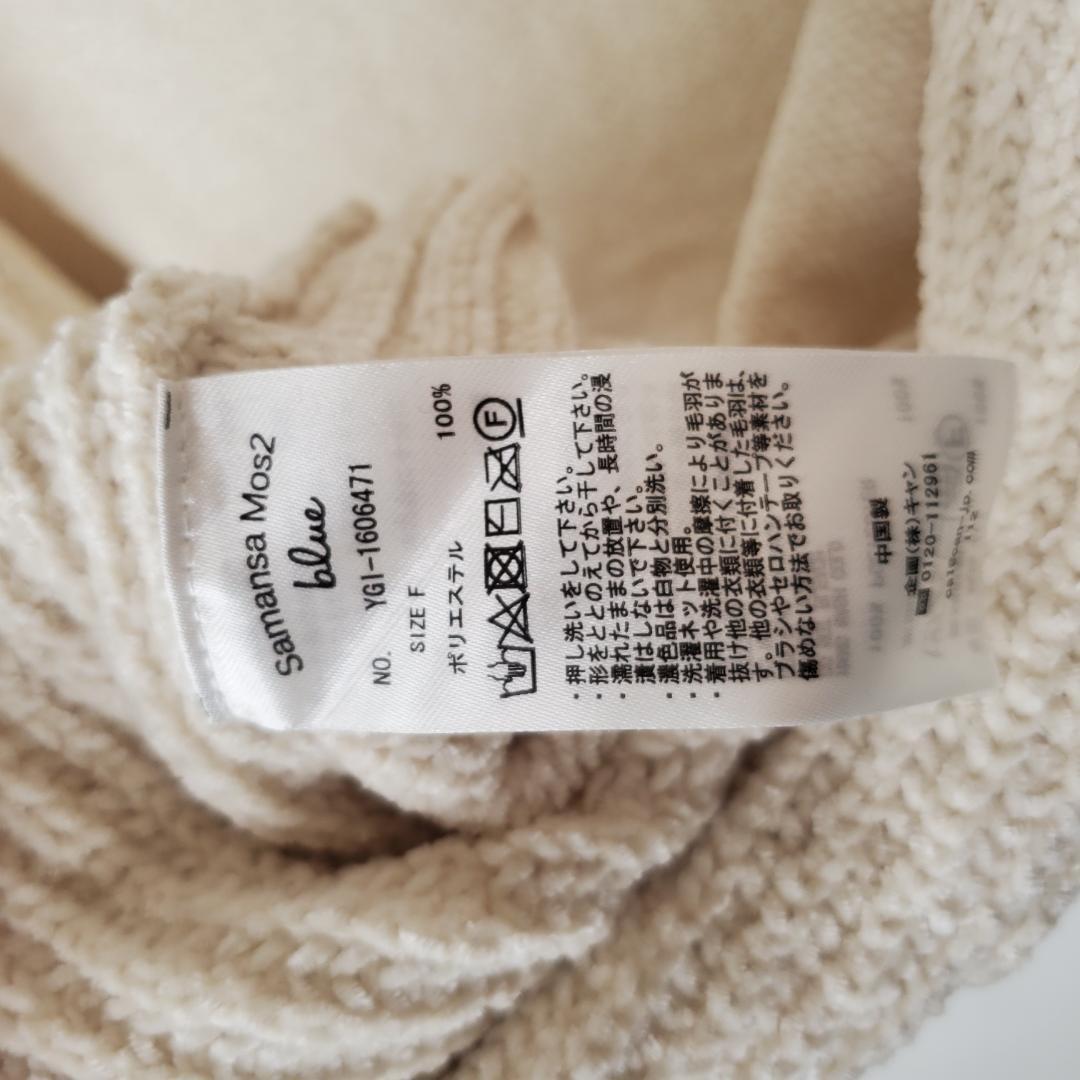 Samansa Mos2
blue
NO. YG1-1606471
SIZE F
ポリエステル 100%
F
・押し洗いをして下さい。
・形をととのえてから干して下さい。
・濡れたままの放置や、長時間の浸
漬はしないで下さい。
・濃色品は白物と分別洗い。
・洗濯ネット使用。
・着用や洗濯中の摩擦により毛羽が
抜け他の衣類に付くことがありま
す。他の衣類等に付着した毛羽は、
ブラシやセロハンテープ等素材を
傷めない方法でお取りください。
中国製
(株)キャン
0120-112961